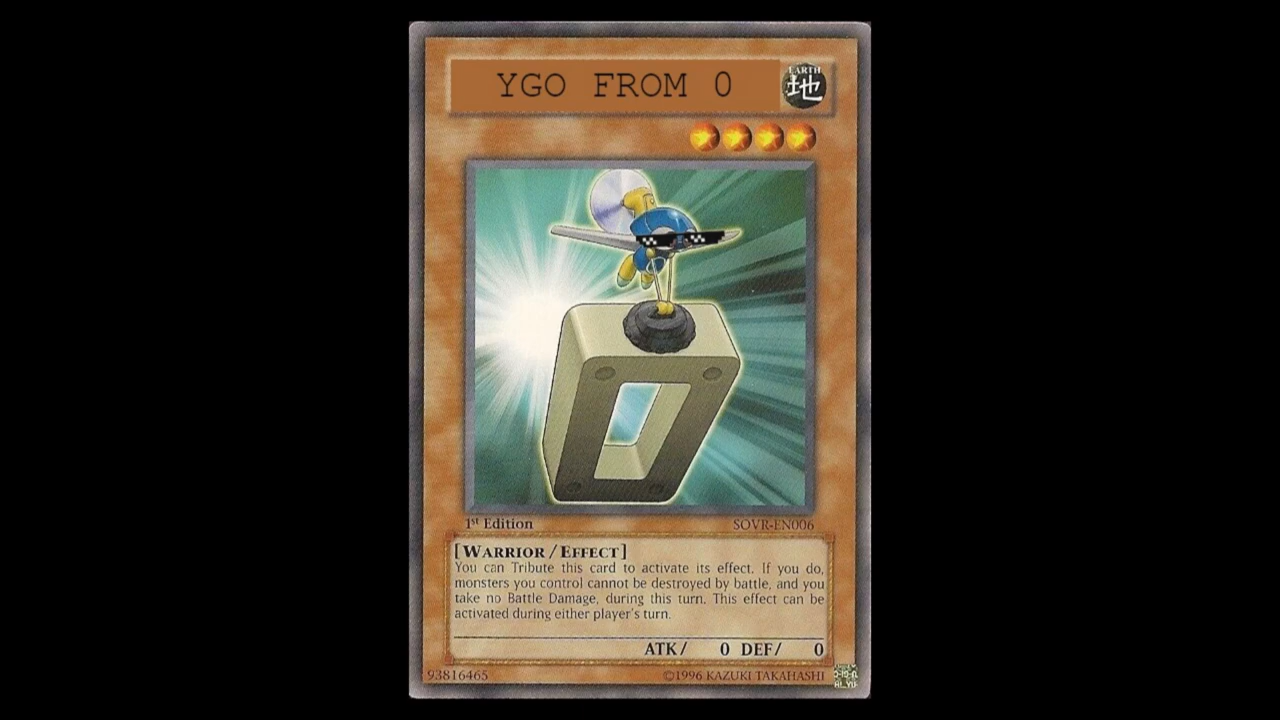 YGO FROM 0
EARTH
地
1st Edition
SOVR-EN006
[WARRIOR/EFFECT]
You can Tribute this card to activate its effect. If you do,
monsters you control cannot be destroyed by battle, and you
take no Battle Damage, during this turn. This effect can be
activated during either player's turn.
ATK/ 0 DEF/ 0
93816465
©1996 KAZUKI TAKAHASHI